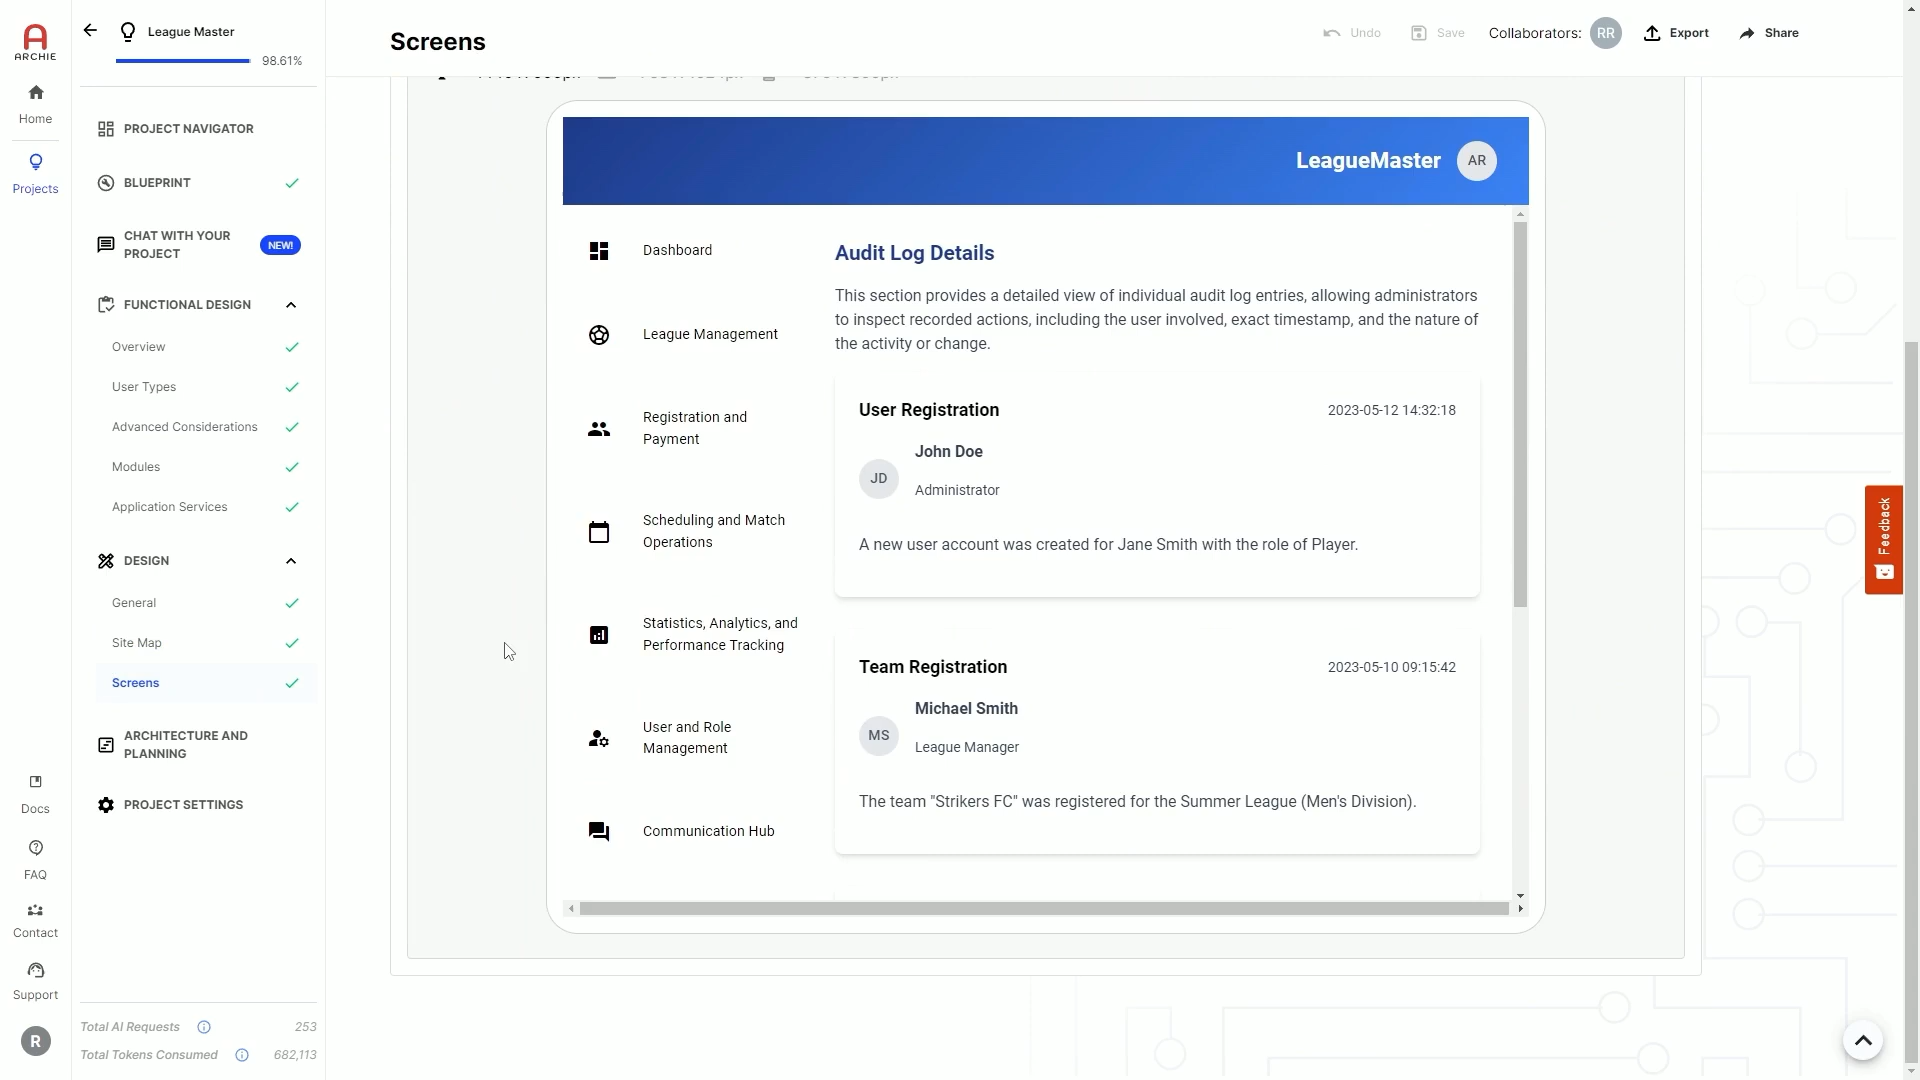 ARCHIE
Home
Projects
Docs
FAQ
Contact
Support
R
League Master
98.61%
PROJECT NAVIGATOR
BLUEPRINT
CHAT WITH YOUR
PROJECT
NEW!
FUNCTIONAL DESIGN
Overview
User Types
Advanced Considerations
Modules
Application Services
DESIGN
General
Site Map
Screens
ARCHITECTURE AND
PLANNING
PROJECT SETTINGS
Total AI Requests 253
Total Tokens Consumed 682,113
Screens
Undo
Save
Collaborators: RR
Export
Share
LeagueMaster AR
Dashboard
League Management
Registration and
Payment
Scheduling and Match
Operations
Statistics, Analytics, and
Performance Tracking
User and Role
Management
Communication Hub
Audit Log Details
This section provides a detailed view of individual audit log entries, allowing administrators
to inspect recorded actions, including the user involved, exact timestamp, and the nature of
the activity or change.
User Registration 2023-05-12 14:32:18
John Doe
JD
Administrator
A new user account was created for Jane Smith with the role of Player.
Team Registration 2023-05-10 09:15:42
Michael Smith
MS
League Manager
The team "Strikers FC" was registered for the Summer League (Men's Division).
Feedback